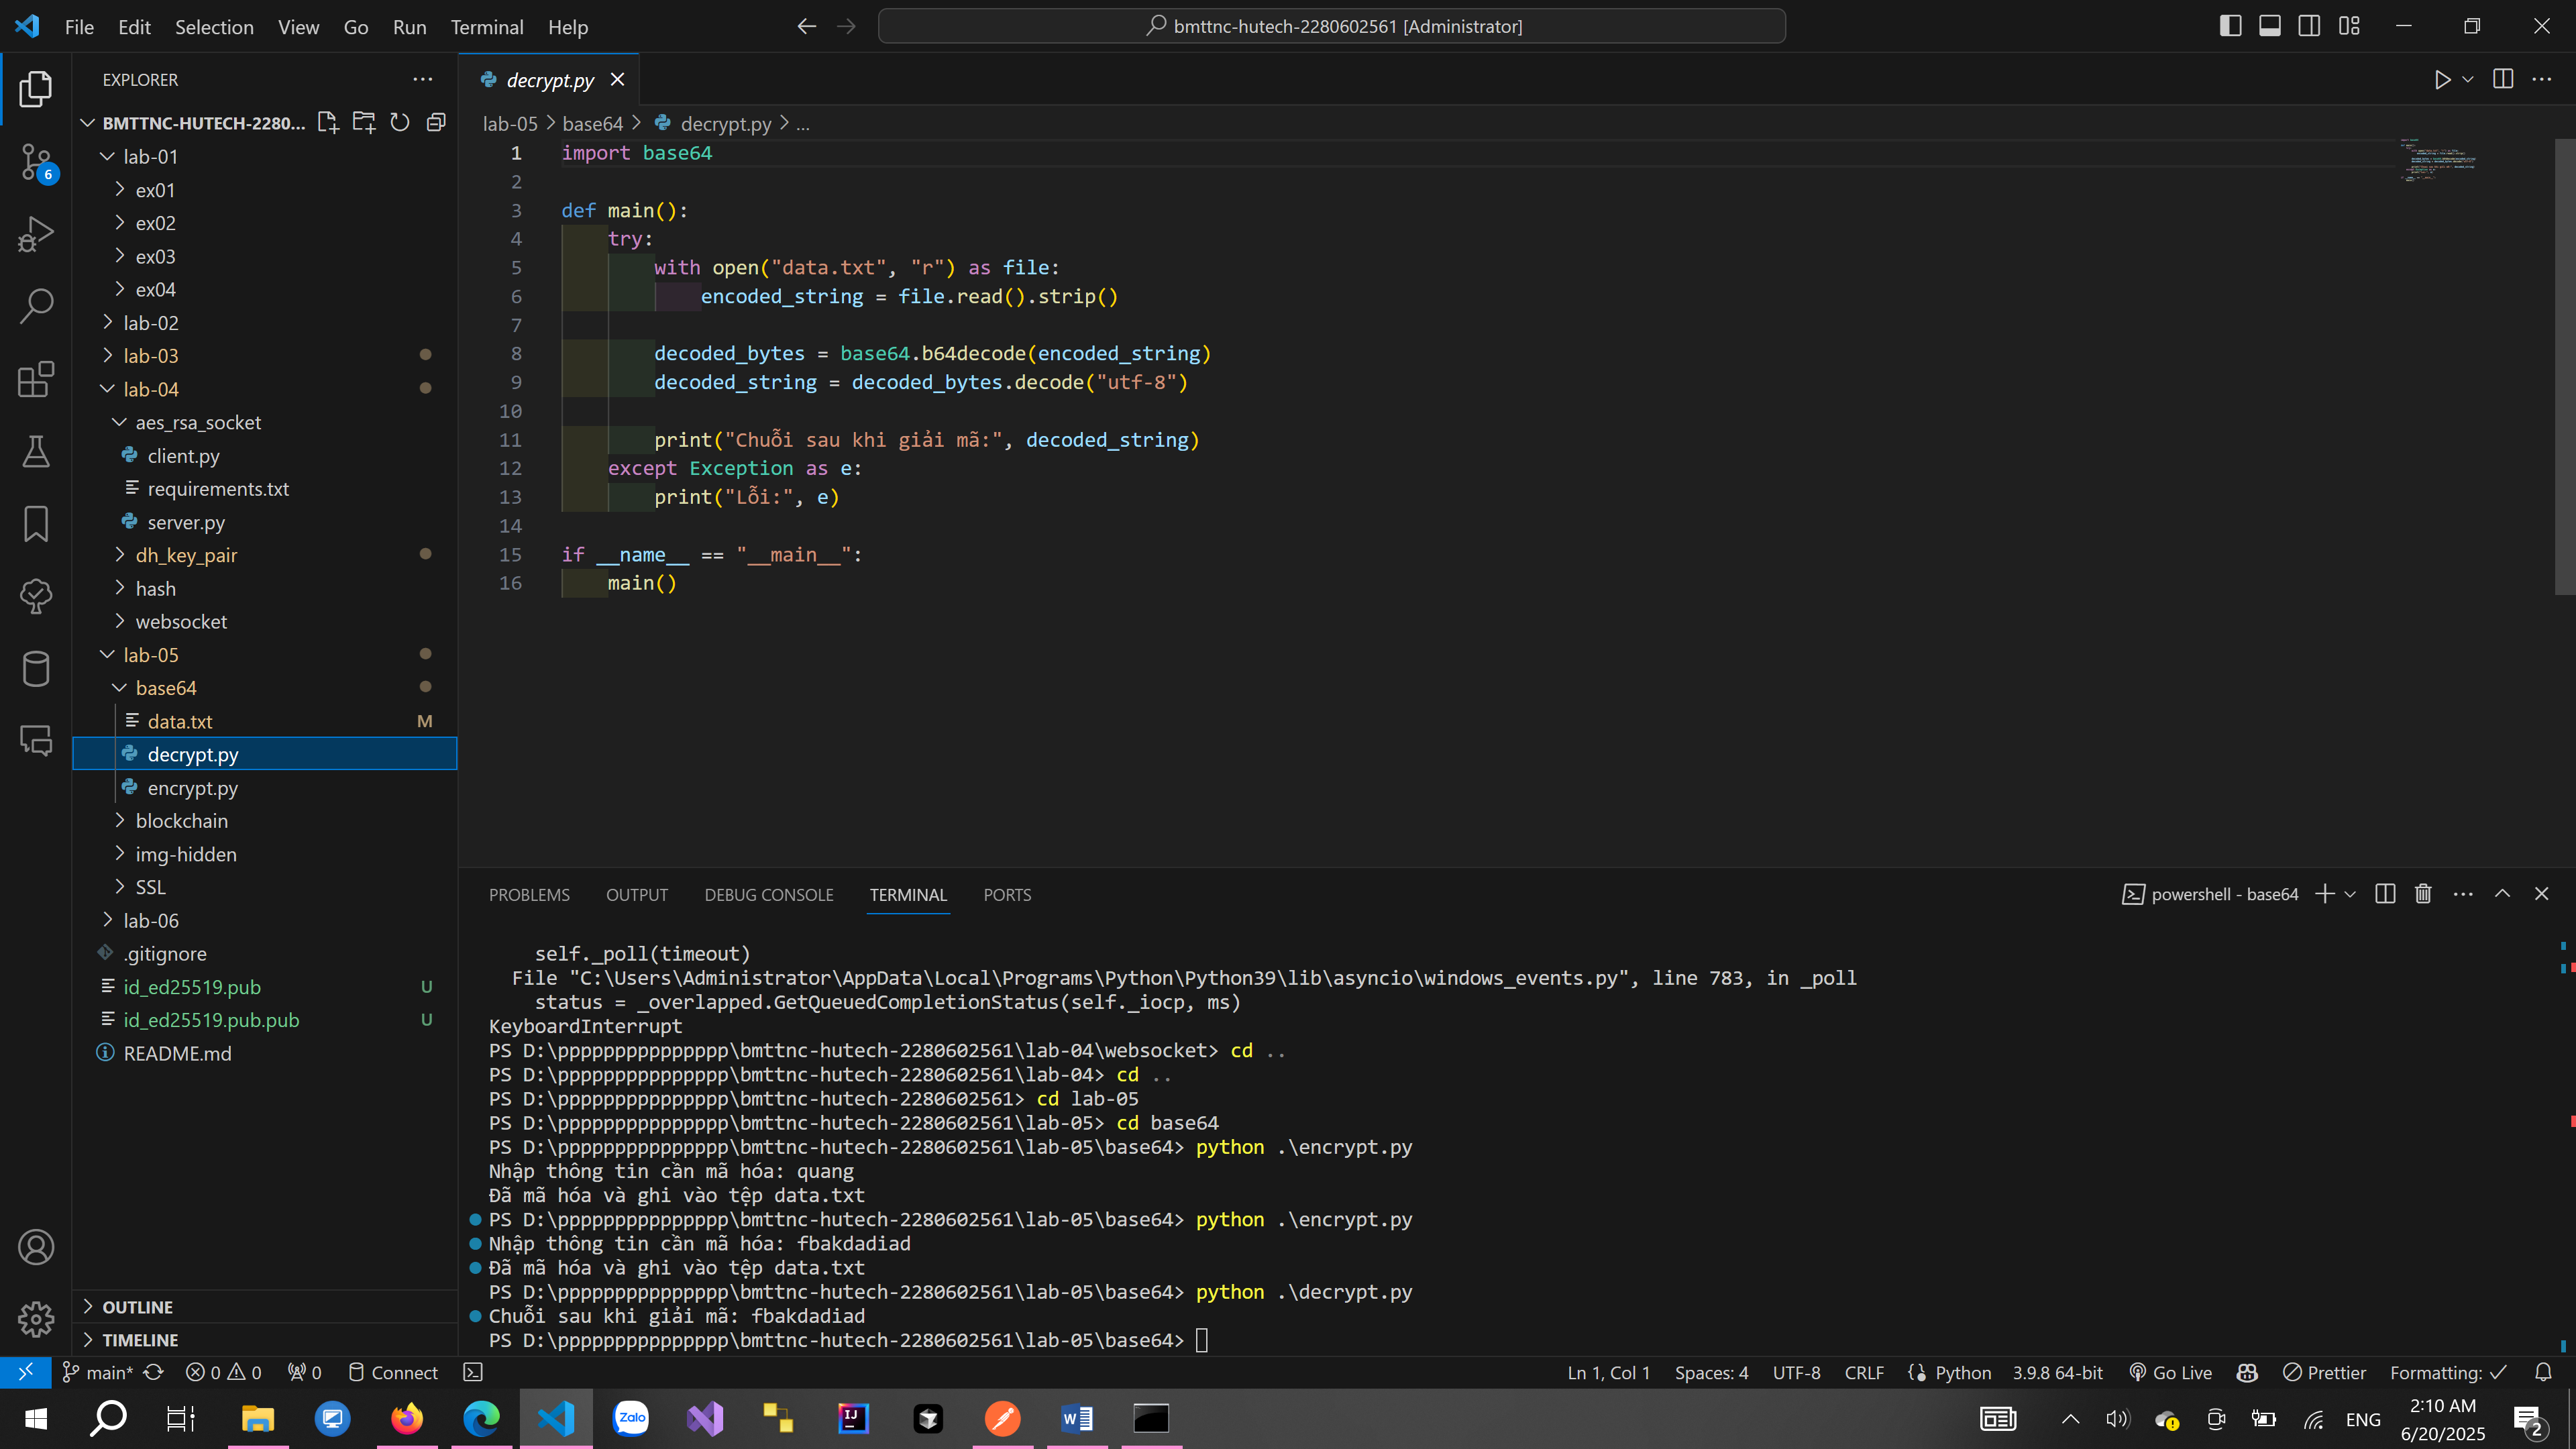 File Edit Selection View Go Run Terminal Help
bmttnc-hutech-2280602561 [Administrator]
EXPLORER
BMTTNC-HUTECH-2280...
lab-01
ex01
ex02
ex03
ex04
lab-02
lab-03
lab-04
aes_rsa_socket
client.py
requirements.txt
server.py
dh_key_pair
hash
websocket
lab-05
base64
data.txt M
decrypt.py
encrypt.py
blockchain
img-hidden
SSL
lab-06
.gitignore
id_ed25519.pub U
id_ed25519.pub.pub U
README.md
OUTLINE
TIMELINE
6
decrypt.py
lab-05 > base64 > decrypt.py > ...
1 import base64
2
3 def main():
4 try:
5 with open("data.txt", "r") as file:
6 encoded_string = file.read().strip()
7
8 decoded_bytes = base64.b64decode(encoded_string)
9 decoded_string = decoded_bytes.decode("utf-8")
10
11 print("Chuỗi sau khi giải mã:", decoded_string)
12 except Exception as e:
13 print("Lỗi:", e)
14
15 if __name__ == "__main__":
16 main()
PROBLEMS OUTPUT DEBUG CONSOLE TERMINAL PORTS
powershell - base64
self._poll(timeout)
File "C:\Users\Administrator\AppData\Local\Programs\Python\Python39\lib\asyncio\windows_events.py", line 783, in _poll
status = _overlapped.GetQueuedCompletionStatus(self._iocp, ms)
KeyboardInterrupt
PS D:\ppppppppppppppp\bmttnc-hutech-2280602561\lab-04\websocket> cd ..
PS D:\ppppppppppppppp\bmttnc-hutech-2280602561\lab-04> cd ..
PS D:\ppppppppppppppp\bmttnc-hutech-2280602561> cd lab-05
PS D:\ppppppppppppppp\bmttnc-hutech-2280602561\lab-05> cd base64
PS D:\ppppppppppppppp\bmttnc-hutech-2280602561\lab-05\base64> python .\encrypt.py
Nhập thông tin cần mã hóa: quang
Đã mã hóa và ghi vào tệp data.txt
PS D:\ppppppppppppppp\bmttnc-hutech-2280602561\lab-05\base64> python .\encrypt.py
Nhập thông tin cần mã hóa: fbakdadiad
Đã mã hóa và ghi vào tệp data.txt
PS D:\ppppppppppppppp\bmttnc-hutech-2280602561\lab-05\base64> python .\decrypt.py
Chuỗi sau khi giải mã: fbakdadiad
PS D:\ppppppppppppppp\bmttnc-hutech-2280602561\lab-05\base64>
main* 0 0 0 Connect
Ln 1, Col 1 Spaces: 4 UTF-8 CRLF Python 3.9.8 64-bit Go Live Prettier Formatting:
Zalo
IJ
W
ENG
2:10 AM
6/20/2025
2